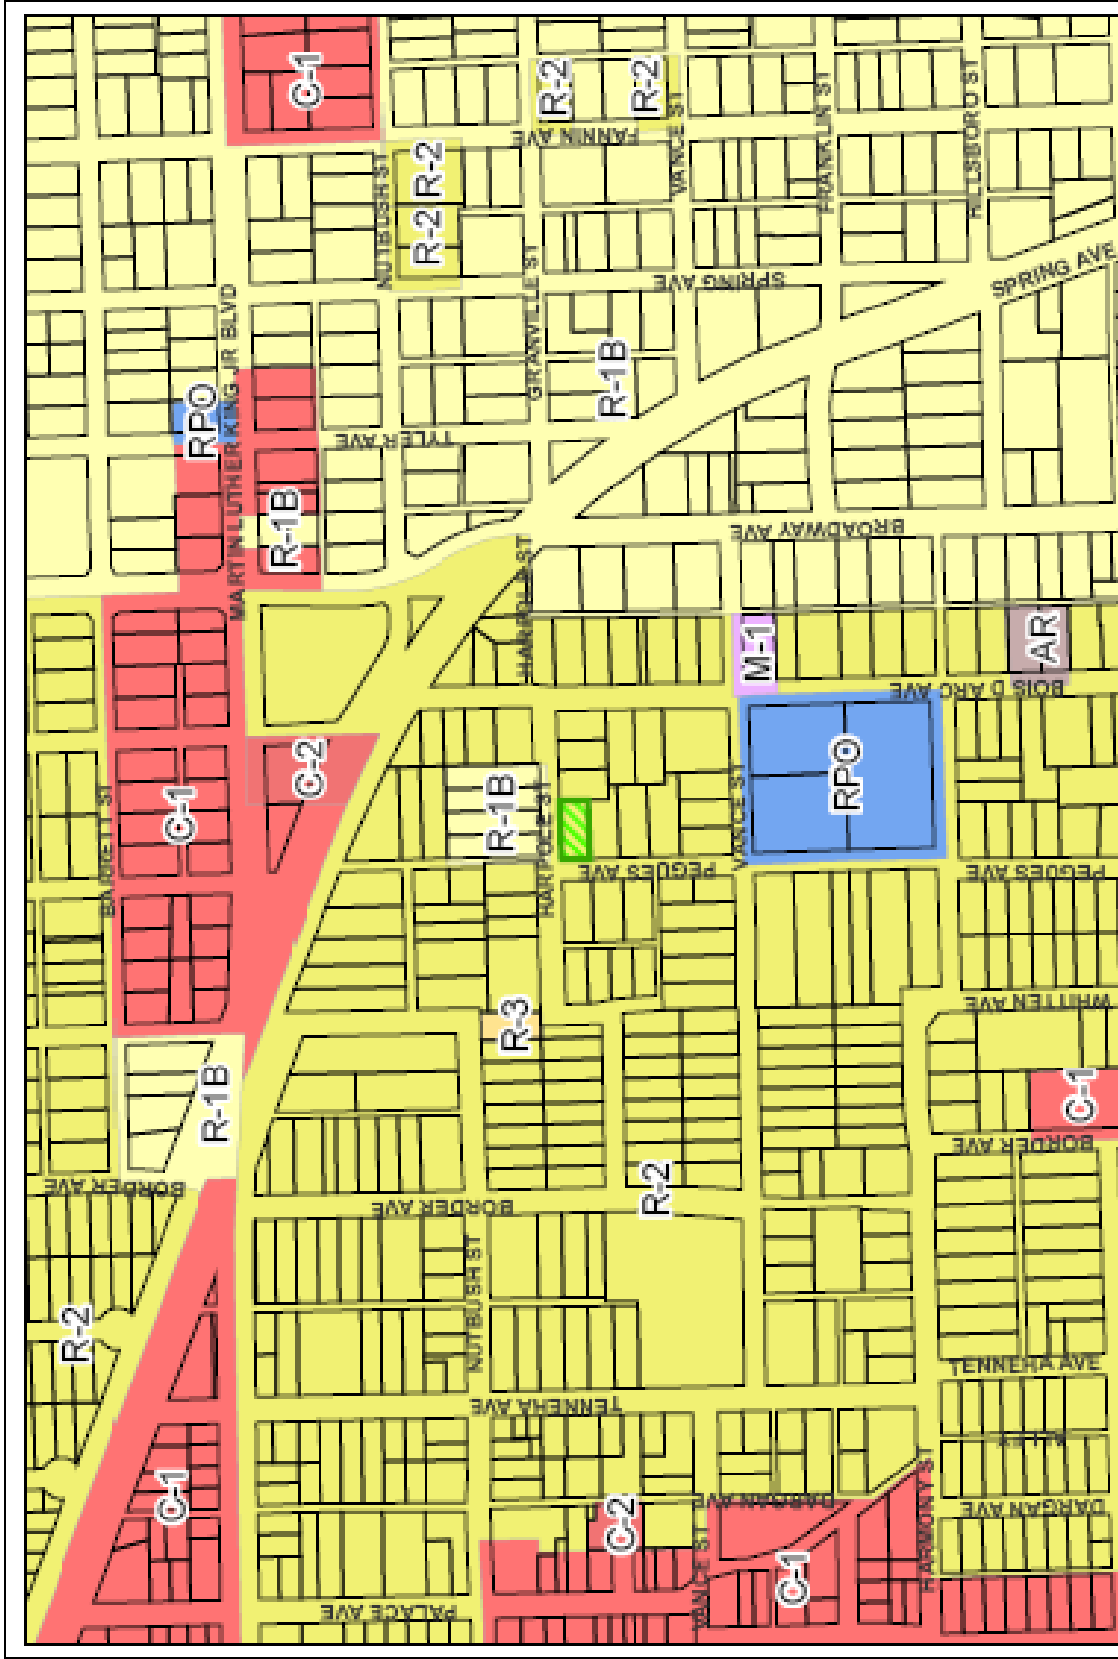 C-1
R-2
R-2
FANNIN AVE
VANCE ST
FRANKLIN ST
HILLSBORO ST
NUTBUSH ST
R-2
R-2
GRANVILLE ST
SPRING AVE
SPRING AVE
MARTIN LUTHER KING JR BLVD
RPO
R-1B
TYLER AVE
R-1B
BROADWAY AVE
HARPOLE ST
M-1
AR
BOIS D ARC AVE
C-2
C-1
BARRETT ST
R-1B
HARPOLE ST
VANCE ST
RPO
PEGUES AVE
PEGUES AVE
R-3
WHITTEN AVE
R-1B
C-1
BORDER AVE
BORDER AVE
BORDER AVE
R-2
NUTBUSH ST
R-2
TENNEHA AVE
TENNEHA AVE
ALLEY
C-1
C-2
DARGAN AVE
DARGAN AVE
HARMONY ST
VANCE ST
C-1
PALACE AVE